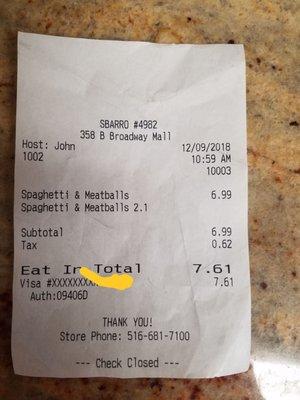 SBARRO #4982
358 B Broadway Mall
Host: John 12/09/2018
1002 10:59 AM
10003
Spaghetti & Meatballs 6.99
Spaghetti & Meatballs 2.1
Subtotal 6.99
Tax 0.62
Eat In Total 7.61
Visa #XXXXXXXX 7.61
Auth:09406D
THANK YOU!
Store Phone: 516-681-7100
--- Check Closed ---